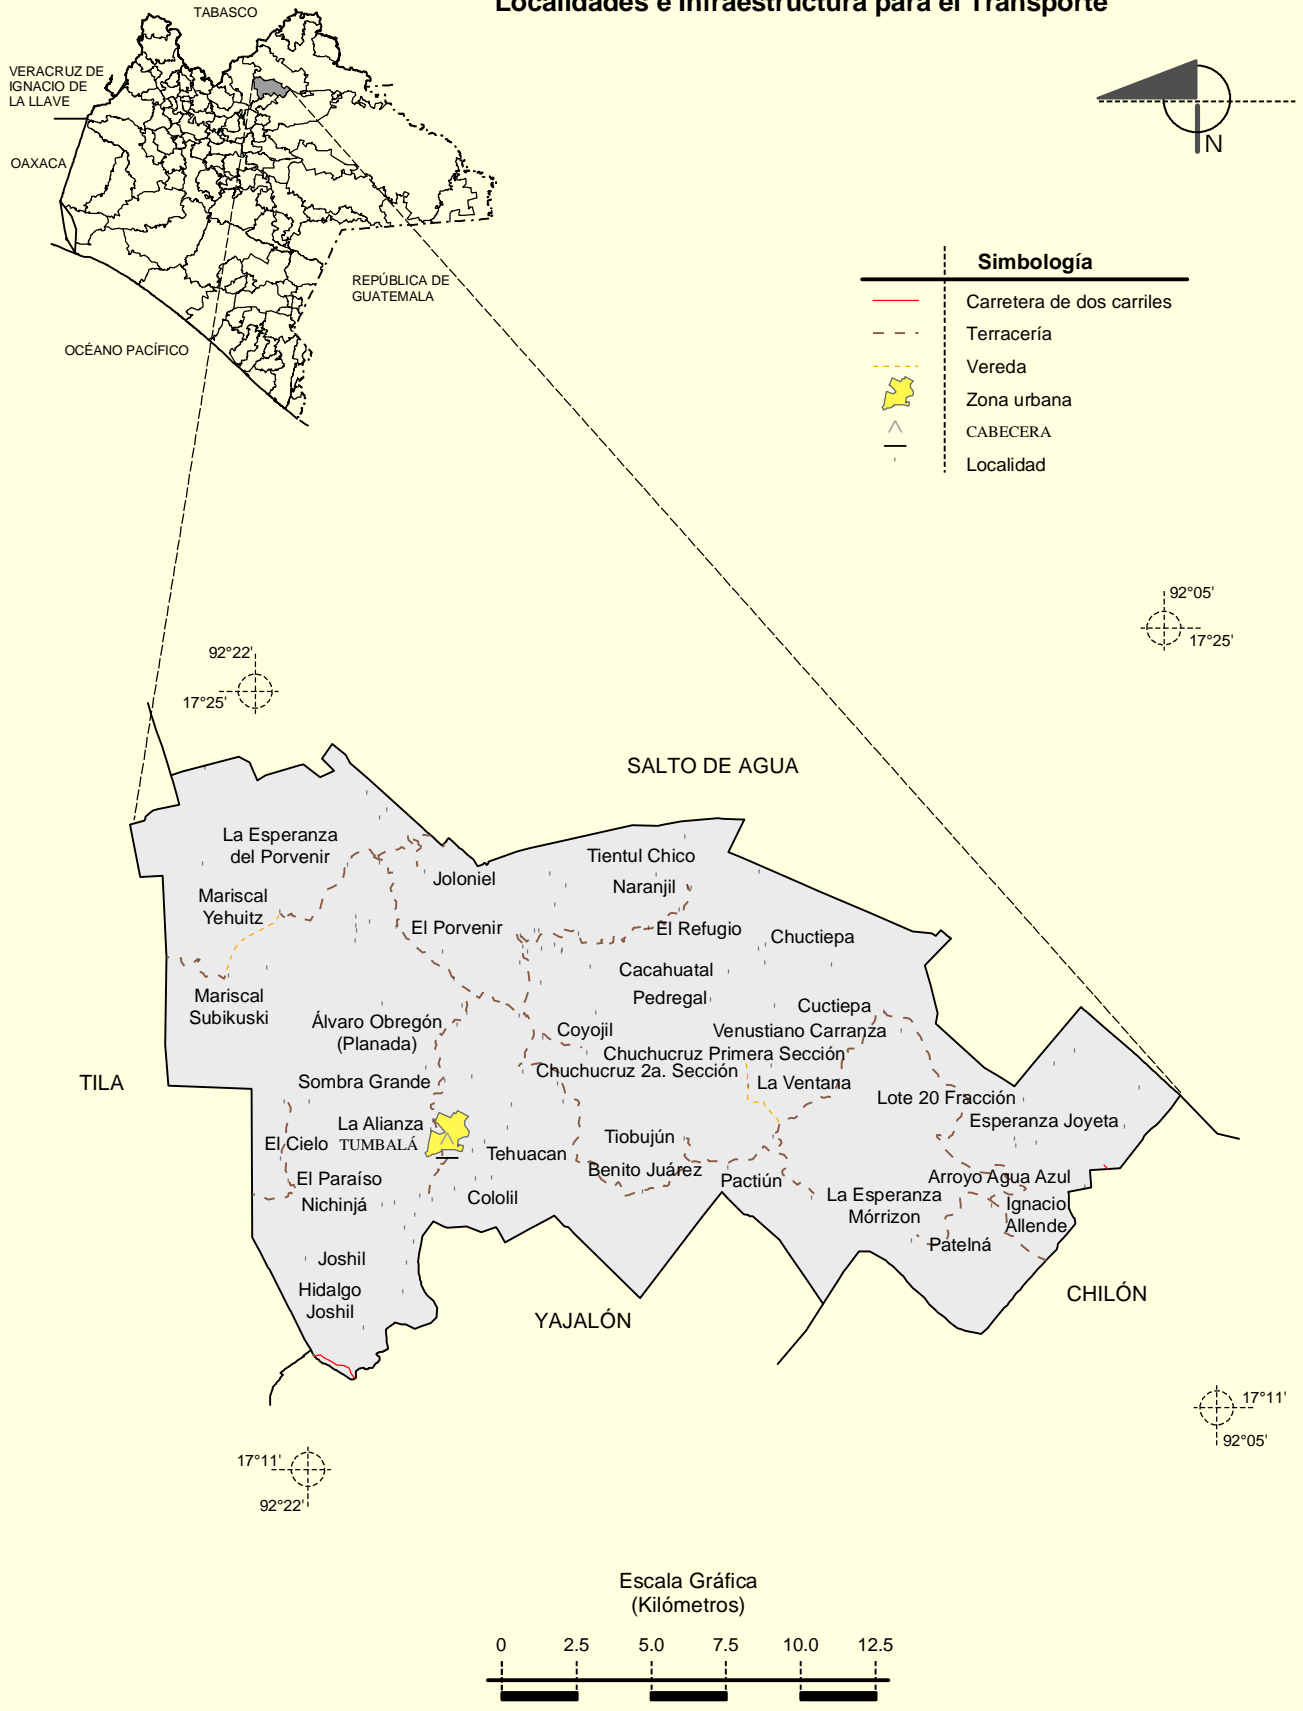 Localidades e Infraestructura para el Transporte
TABASCO
VERACRUZ DE
IGNACIO DE
LA LLAVE
OAXACA
REPÚBLICA DE
GUATEMALA
OCÉANO PACÍFICO
N
Simbología
Carretera de dos carriles
Terracería
Vereda
Zona urbana
CABECERA
Localidad
92°05'
17°25'
92°22'
17°25'
SALTO DE AGUA
La Esperanza
del Porvenir
Tientul Chico
Joloniel
Naranjil
Mariscal
Yehuitz
El Porvenir
El Refugio
Chuctiepa
Cacahuatal
Mariscal
Subikuski
Pedregal
Cuctiepa
Álvaro Obregón
(Planada)
Coyojil
Venustiano Carranza
Chuchucruz Primera Sección
Chuchucruz 2a. Sección
TILA
Sombra Grande
La Ventana
Lote 20 Fracción
La Alianza
Esperanza Joyeta
El Cielo
TUMBALÁ
Tiobujún
Tehuacan
Benito Juárez
El Paraíso
Pactiún
Arroyo Agua Azul
Nichinjá
Cololil
La Esperanza
Mórrizon
Ignacio
Allende
Patelná
Joshil
Hidalgo
Joshil
CHILÓN
YAJALÓN
17°11'
92°05'
17°11'
92°22'
Escala Gráfica
(Kilómetros)
0 2.5 5.0 7.5 10.0 12.5